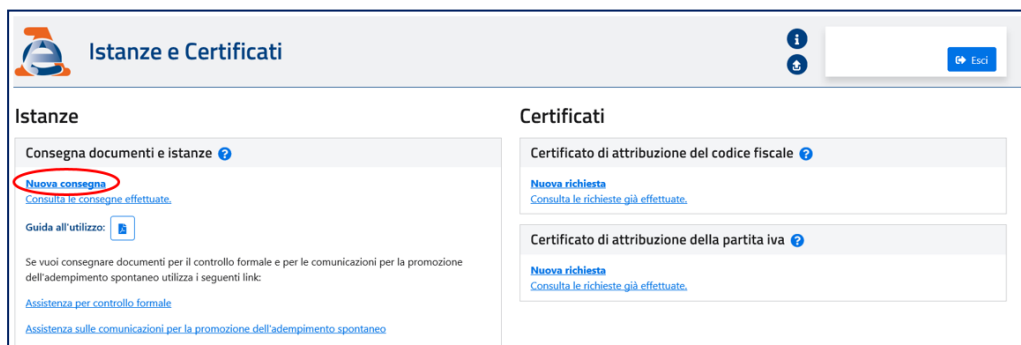 Istanze e Certificati
Esci
Istanze
Consegna documenti e istanze
Nuova consegna
Consulta le consegne effettuate.
Guida all'utilizzo:
Se vuoi consegnare documenti per il controllo formale e per le comunicazioni per la promozione
dell'adempimento spontaneo utilizza i seguenti link:
Assistenza per controllo formale
Assistenza sulle comunicazioni per la promozione dell'adempimento spontaneo
Certificati
Certificato di attribuzione del codice fiscale
Nuova richiesta
Consulta le richieste già effettuate.
Certificato di attribuzione della partita iva
Nuova richiesta
Consulta le richieste già effettuate.